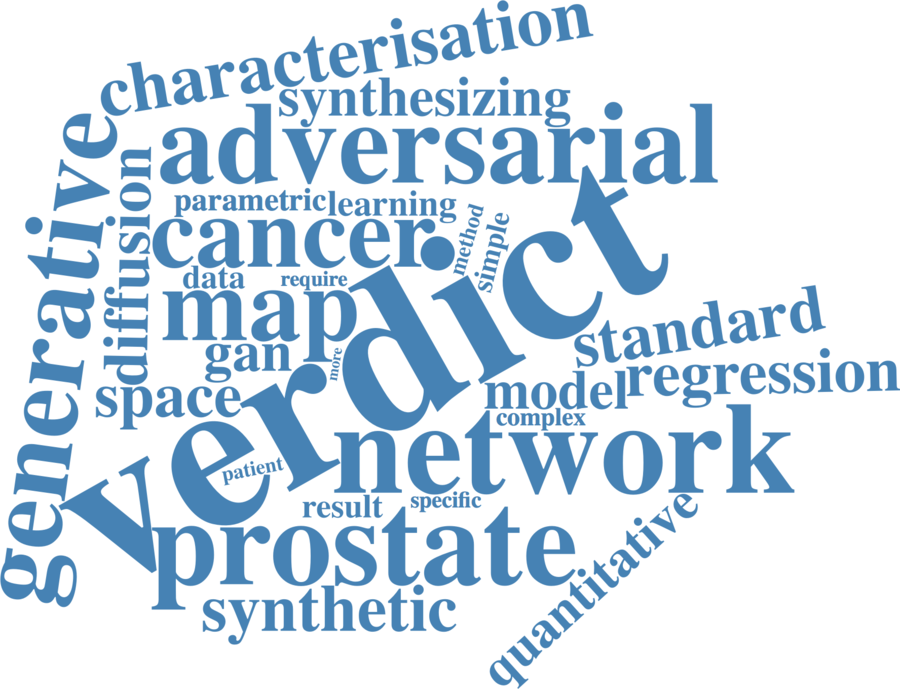 characterisation
synthesizing
adversarial
generative
diffusion
parametric
learning
cancer
method
simple
data
require
map
verdict
gan
more
standard
space
model
regression
complex
network
patient
result
specific
prostate
quantitative
synthetic